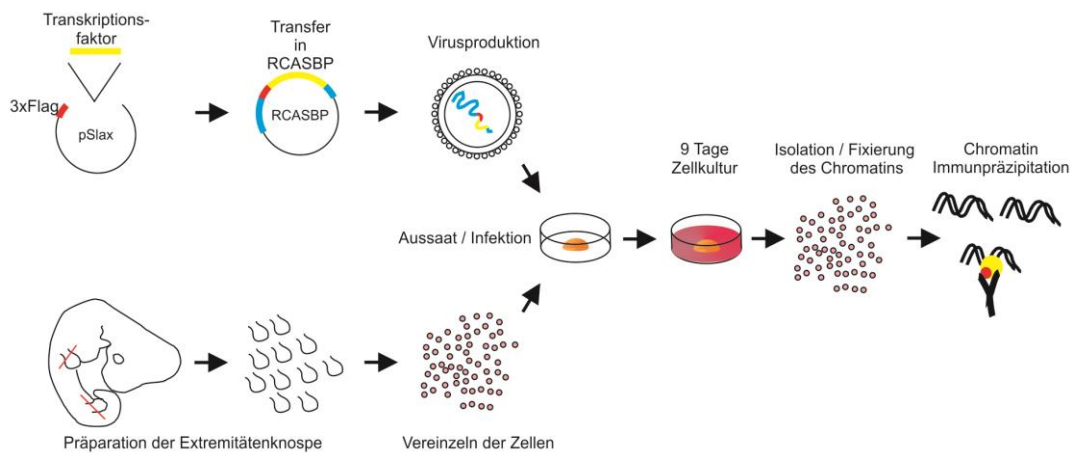 Transkriptions-
faktor
3xFlag
pSlax
Transfer
in
RCASBP
RCASBP
Virusproduktion
Aussaat / Infektion
9 Tage
Zellkultur
Isolation / Fixierung
des Chromatins
Chromatin
Immunpräzipitation
Präparation der Extremitätenknospe
Vereinzeln der Zellen